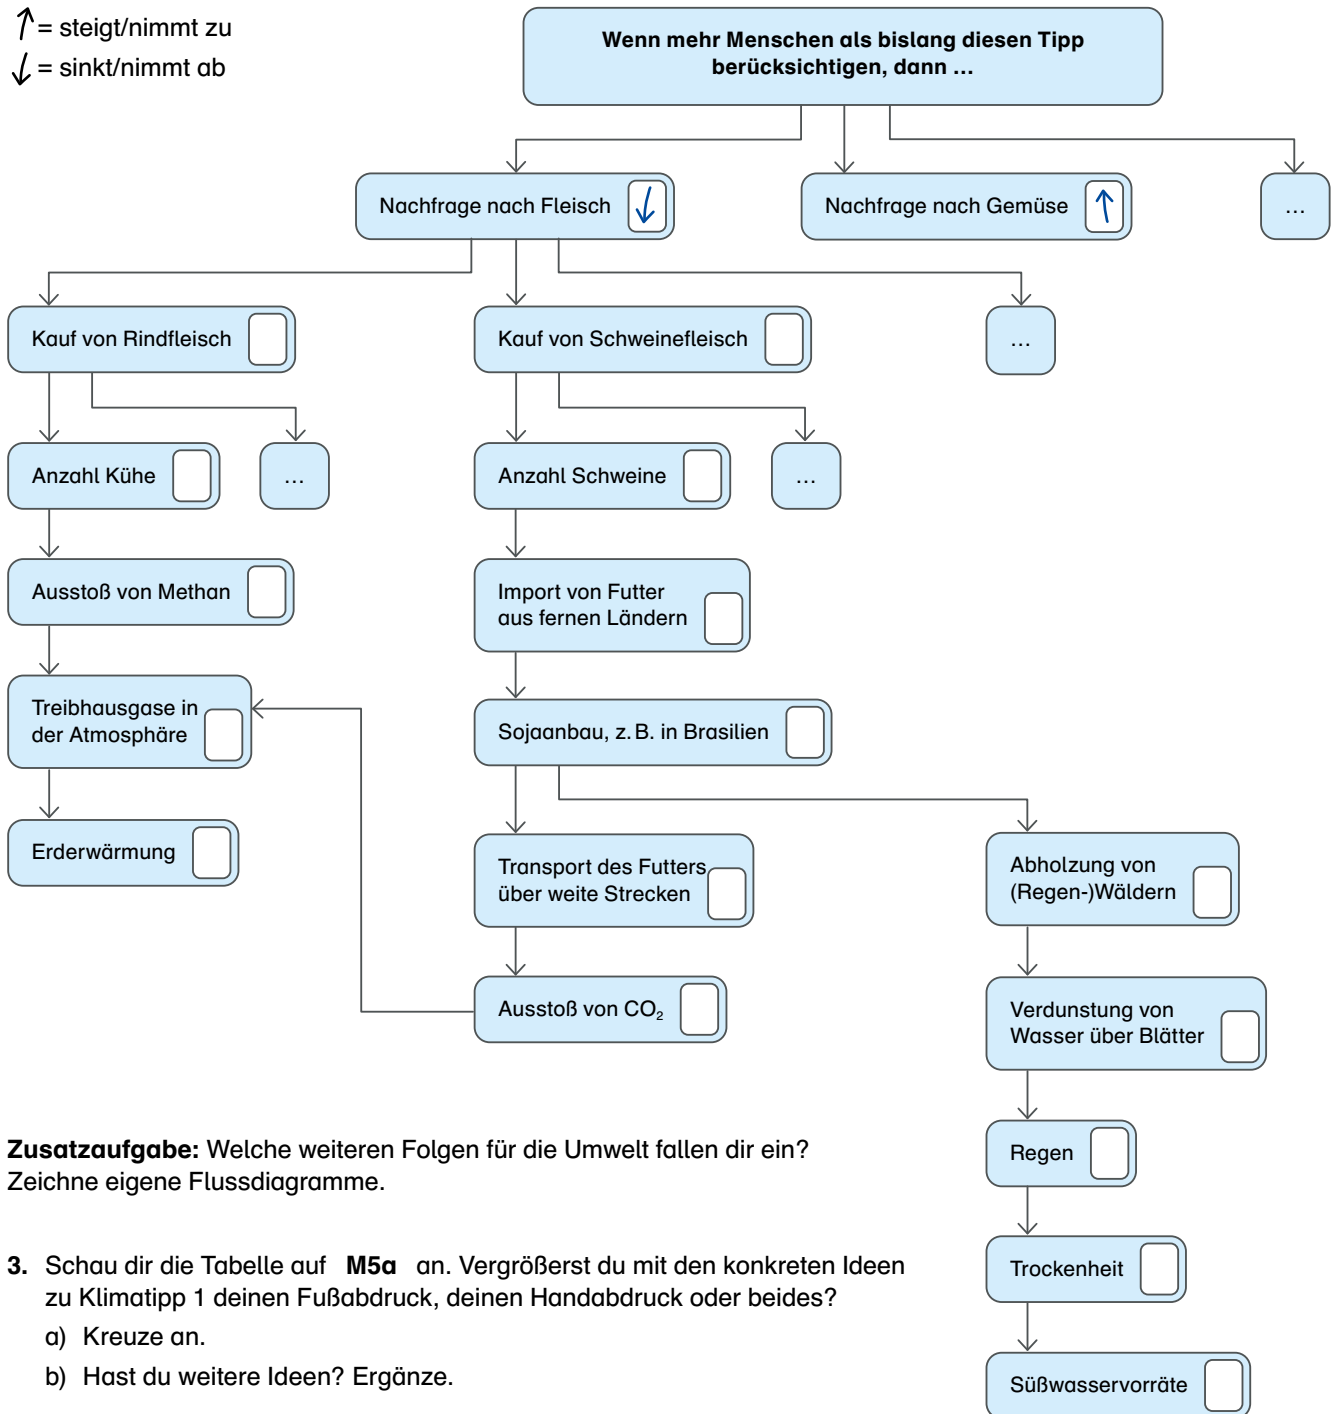 = steigt/nimmt zu
= sinkt/nimmt ab
Wenn mehr Menschen als bislang diesen Tipp
berücksichtigen, dann ...
Nachfrage nach Fleisch
Nachfrage nach Gemüse
...
Kauf von Rindfleisch
Kauf von Schweinefleisch
...
Anzahl Kühe
...
Anzahl Schweine
...
Ausstoß von Methan
Import von Futter
aus fernen Ländern
Treibhausgase in
der Atmosphäre
Sojaanbau, z. B. in Brasilien
Erderwärmung
Transport des Futters
über weite Strecken
Abholzung von
(Regen-)Wäldern
Ausstoß von CO₂
Verdunstung von
Wasser über Blätter
Regen
Trockenheit
Süßwasservorräte
Zusatzaufgabe: Welche weiteren Folgen für die Umwelt fallen dir ein?
Zeichne eigene Flussdiagramme.
3. Schau dir die Tabelle auf M5a an. Vergrößerst du mit den konkreten Ideen
zu Klimatipp 1 deinen Fußabdruck, deinen Handabdruck oder beides?
a) Kreuze an.
b) Hast du weitere Ideen? Ergänze.